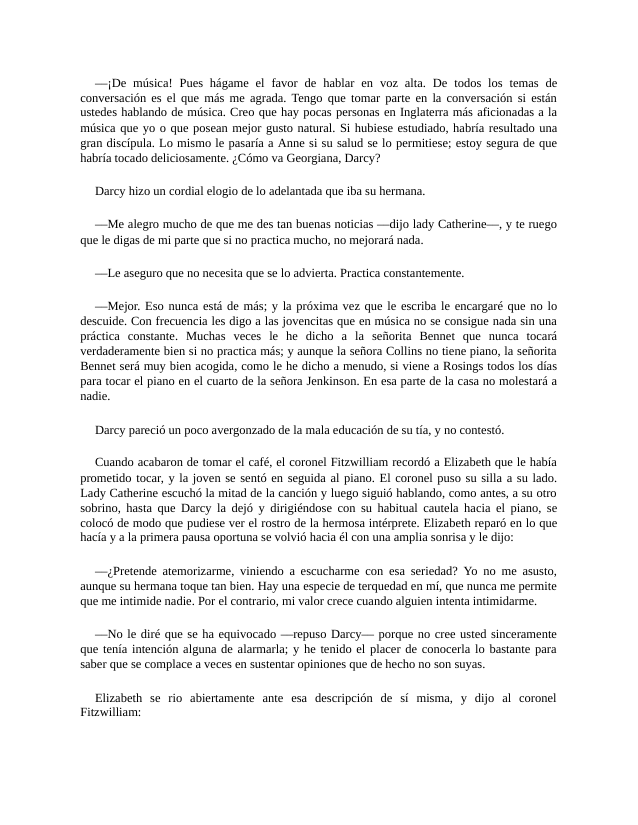 —¡De música! Pues hágame el favor de hablar en voz alta. De todos los temas de
conversación es el que más me agrada. Tengo que tomar parte en la conversación si están
ustedes hablando de música. Creo que hay pocas personas en Inglaterra más aficionadas a la
música que yo o que posean mejor gusto natural. Si hubiese estudiado, habría resultado una
gran discípula. Lo mismo le pasaría a Anne si su salud se lo permitiese; estoy segura de que
habría tocado deliciosamente. ¿Cómo va Georgiana, Darcy?
Darcy hizo un cordial elogio de lo adelantada que iba su hermana.
—Me alegro mucho de que me des tan buenas noticias —dijo lady Catherine—, y te ruego
que le digas de mi parte que si no practica mucho, no mejorará nada.
—Le aseguro que no necesita que se lo advierta. Practica constantemente.
—Mejor. Eso nunca está de más; y la próxima vez que le escriba le encargaré que no lo
descuide. Con frecuencia les digo a las jovencitas que en música no se consigue nada sin una
práctica constante. Muchas veces le he dicho a la señorita Bennet que nunca tocará
verdaderamente bien si no practica más; y aunque la señora Collins no tiene piano, la señorita
Bennet será muy bien acogida, como le he dicho a menudo, si viene a Rosings todos los días
para tocar el piano en el cuarto de la señora Jenkinson. En esa parte de la casa no molestará a
nadie.
Darcy pareció un poco avergonzado de la mala educación de su tía, y no contestó.
Cuando acabaron de tomar el café, el coronel Fitzwilliam recordó a Elizabeth que le había
prometido tocar, y la joven se sentó en seguida al piano. El coronel puso su silla a su lado.
Lady Catherine escuchó la mitad de la canción y luego siguió hablando, como antes, a su otro
sobrino, hasta que Darcy la dejó y dirigiéndose con su habitual cautela hacia el piano, se
colocó de modo que pudiese ver el rostro de la hermosa intérprete. Elizabeth reparó en lo que
hacía y a la primera pausa oportuna se volvió hacia él con una amplia sonrisa y le dijo:
—¿Pretende atemorizarme, viniendo a escucharme con esa seriedad? Yo no me asusto,
aunque su hermana toque tan bien. Hay una especie de terquedad en mí, que nunca me permite
que me intimide nadie. Por el contrario, mi valor crece cuando alguien intenta intimidarme.
—No le diré que se ha equivocado —repuso Darcy— porque no cree usted sinceramente
que tenía intención alguna de alarmarla; y he tenido el placer de conocerla lo bastante para
saber que se complace a veces en sustentar opiniones que de hecho no son suyas.
Elizabeth se rio abiertamente ante esa descripción de sí misma, y dijo al coronel
Fitzwilliam: